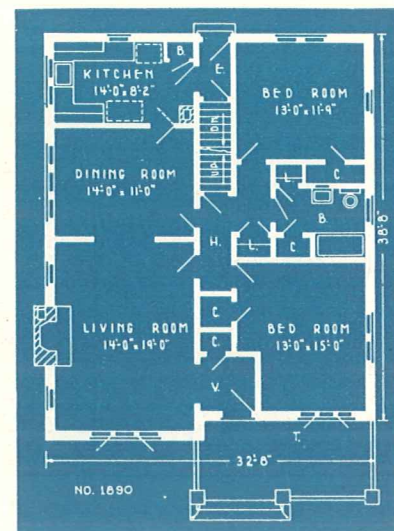 B.
KITCHEN
14'-0" x 8'-2"
E.
BED ROOM
13'-0" x 11'-9"
DN
UP
DINING ROOM
14'-0" x 11'-0"
L.
C.
B.
H.
L.
C.
38'-8"
LIVING ROOM
14'-0" x 19'-0"
C.
C.
BED ROOM
13'-0" x 15'-0"
V.
T.
32'-8"
NO. 1890